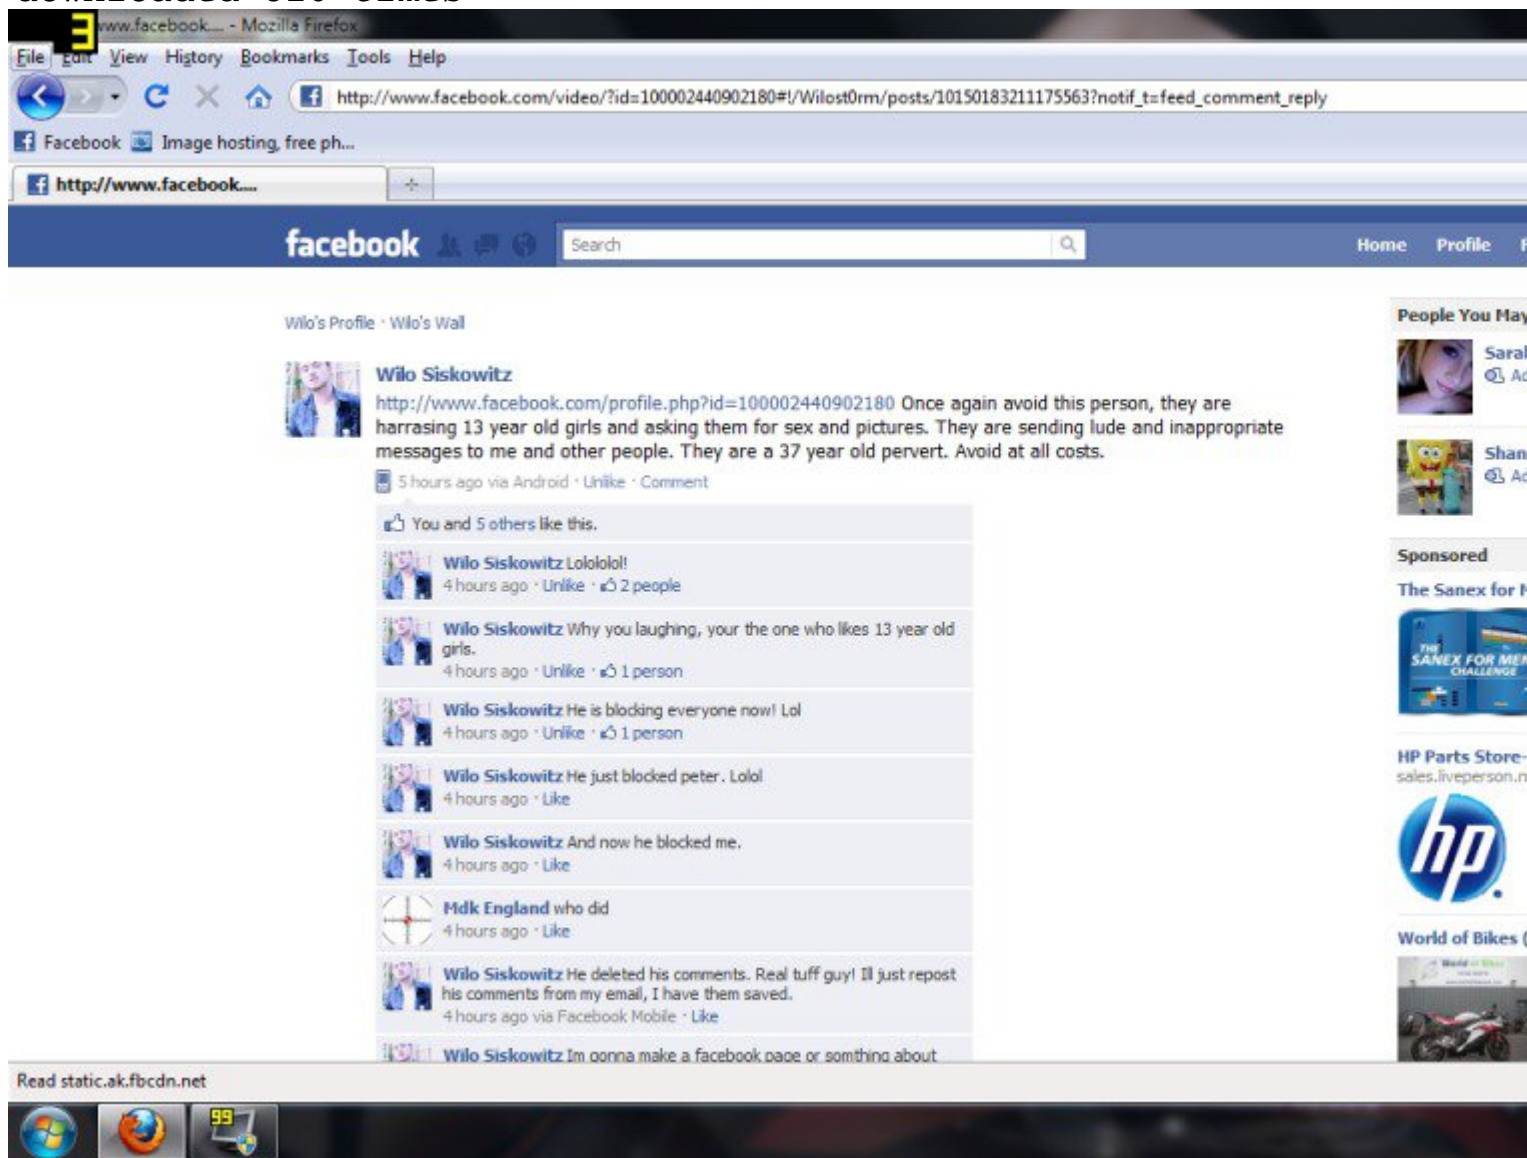 3
www.facebook.... - Mozilla Firefox
File Edit View History Bookmarks Tools Help
http://www.facebook.com/video/?id=100002440902180#!/Wilost0rm/posts/10150183211175563?notif_t=feed_comment_reply
Facebook Image hosting, free ph...
http://www.facebook....
facebook Search Home Profile
Wilo's Profile · Wilo's Wall
Wilo Siskowitz
http://www.facebook.com/profile.php?id=100002440902180 Once again avoid this person, they are
harrasing 13 year old girls and asking them for sex and pictures. They are sending lude and inappropriate
messages to me and other people. They are a 37 year old pervert. Avoid at all costs.
5 hours ago via Android · Unlike · Comment
You and 5 others like this.
Wilo Siskowitz Lolololol!
4 hours ago · Unlike · 2 people
Wilo Siskowitz Why you laughing, your the one who likes 13 year old
girls.
4 hours ago · Unlike · 1 person
Wilo Siskowitz He is blocking everyone now! Lol
4 hours ago · Unlike · 1 person
Wilo Siskowitz He just blocked peter. Lolol
4 hours ago · Like
Wilo Siskowitz And now he blocked me.
4 hours ago · Like
Mdk England who did
4 hours ago · Like
Wilo Siskowitz He deleted his comments. Real tuff guy! Ill just repost
his comments from my email, I have them saved.
4 hours ago via Facebook Mobile · Like
Wilo Siskowitz Im gonna make a facebook page or somthing about
People You May
Sponsored
The Sanex for
THE
SANEX FOR MEN
CHALLENGE
HP Parts Store-
sales.liveperson.n
hp
World of Bikes (
Read static.ak.fbcdn.net
99